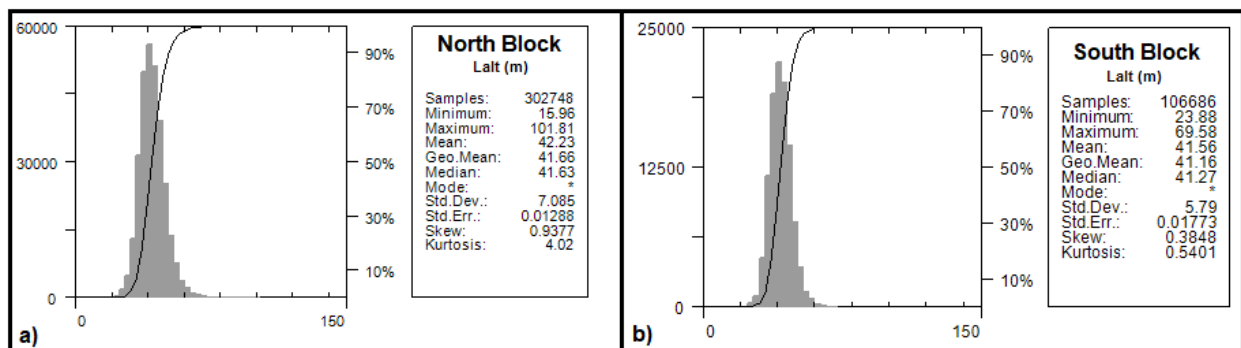 60000
30000
0
0
150
90%
70%
50%
30%
10%
a)
North Block
Lalt (m)
Samples: 302748
Minimum: 15.96
Maximum: 101.81
Mean: 42.23
Geo.Mean: 41.66
Median: 41.63
Mode: *
Std.Dev.: 7.085
Std.Err.: 0.01288
Skew: 0.9377
Kurtosis: 4.02
25000
12500
0
0
150
90%
70%
50%
30%
10%
b)
South Block
Lalt (m)
Samples: 106686
Minimum: 23.88
Maximum: 69.58
Mean: 41.56
Geo.Mean: 41.16
Median: 41.27
Mode: *
Std.Dev.: 5.79
Std.Err.: 0.01773
Skew: 0.3848
Kurtosis: 0.5401